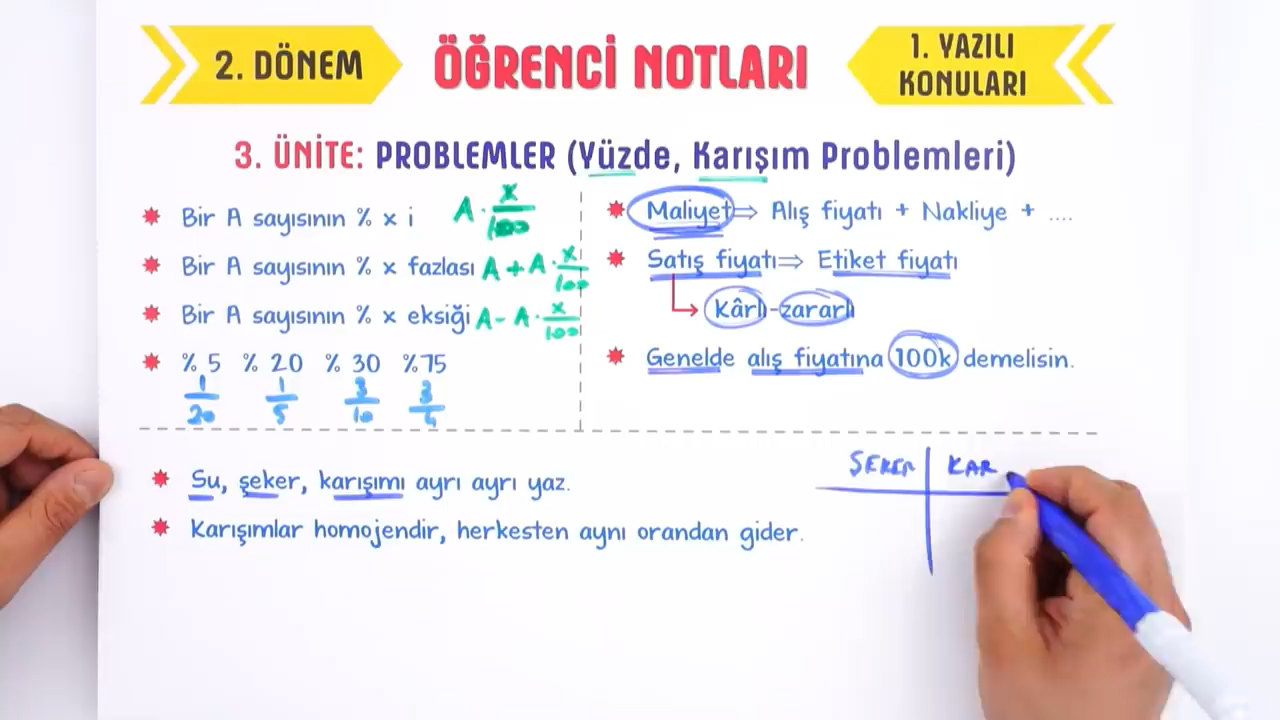 2. DÖNEM
ÖĞRENCİ NOTLARI
1. YAZILI
KONULARI
3. ÜNİTE: PROBLEMLER (Yüzde, Karışım Problemleri)
Bir A sayısının % x i A · x/100
Bir A sayısının % x fazlası A + A · x/100
Bir A sayısının % x eksiği A - A · x/100
% 5 % 20 % 30 % 75
1/20 1/5 3/10 3/4
Maliyet ⇒ Alış fiyatı + Nakliye + ....
Satış fiyatı ⇒ Etiket fiyatı
Kârlı - zararlı
Genelde alış fiyatına 100k demelisin.
Su, şeker, karışımı ayrı ayrı yaz.
Karışımlar homojendir, herkesten aynı orandan gider.
ŞEKER KAR